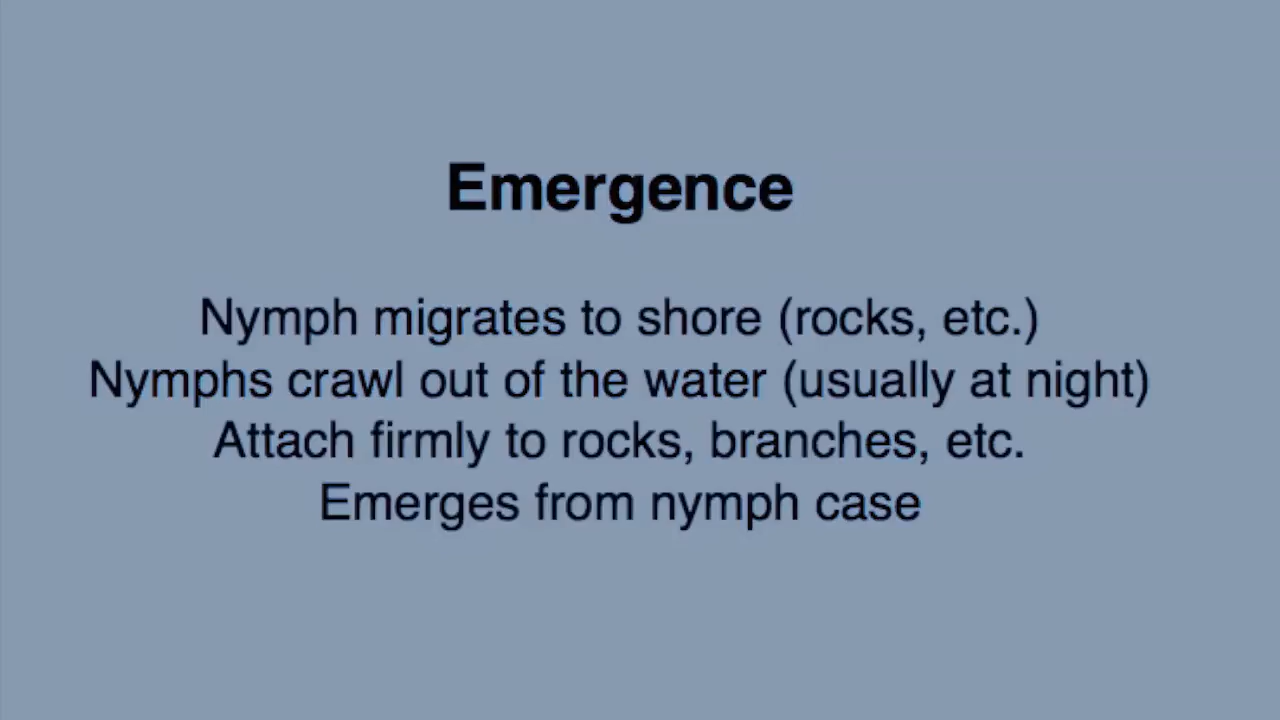 Emergence
Nymph migrates to shore (rocks, etc.)
Nymphs crawl out of the water (usually at night)
Attach firmly to rocks, branches, etc.
Emerges from nymph case